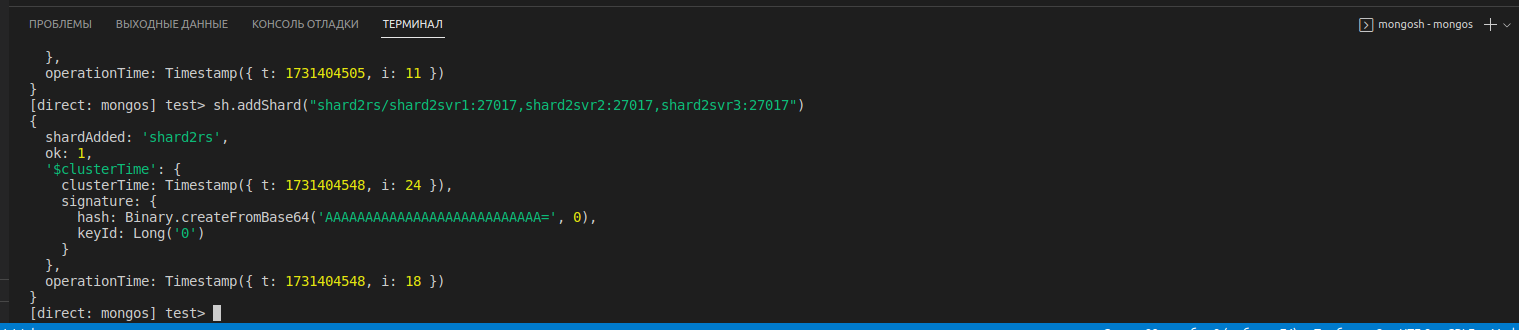 ПРОБЛЕМЫ ВЫХОДНЫЕ ДАННЫЕ КОНСОЛЬ ОТЛАДКИ ТЕРМИНАЛ mongosh - mongos
},
operationTime: Timestamp({ t: 1731404505, i: 11 })
}
[direct: mongos] test> sh.addShard("shard2rs/shard2svr1:27017,shard2svr2:27017,shard2svr3:27017")
{
shardAdded: 'shard2rs',
ok: 1,
'$clusterTime': {
clusterTime: Timestamp({ t: 1731404548, i: 24 }),
signature: {
hash: Binary.createFromBase64('AAAAAAAAAAAAAAAAAAAAAAAAAAA=', 0),
keyId: Long('0')
}
},
operationTime: Timestamp({ t: 1731404548, i: 18 })
}
[direct: mongos] test>